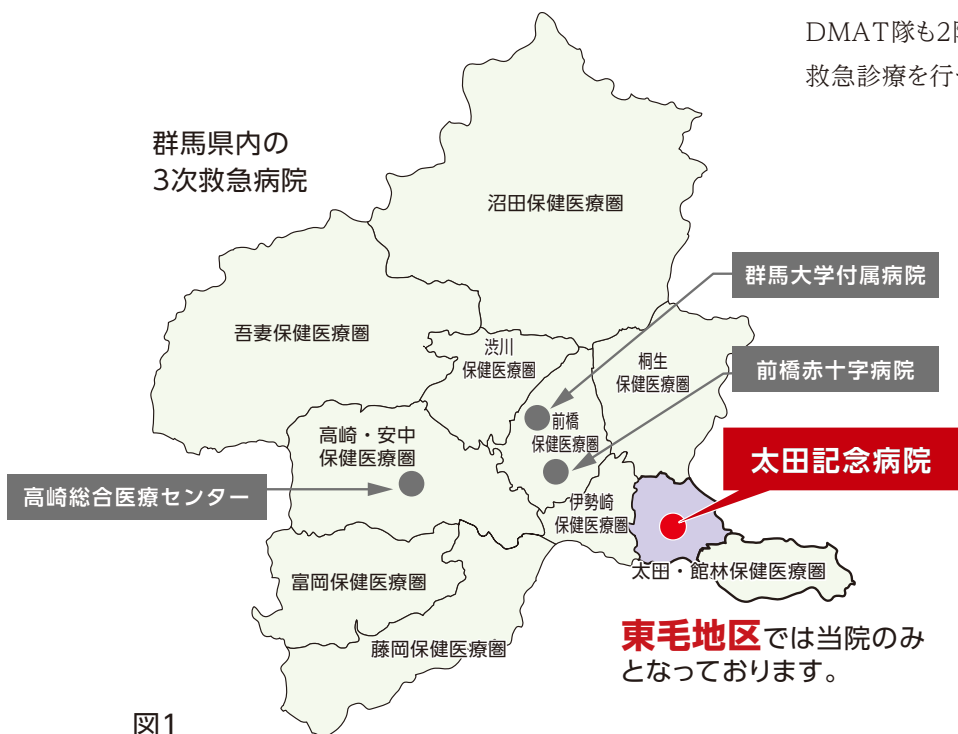 DMAT隊も2
救急診療を行
群馬県内の
3次救急病院
沼田保健医療圏
群馬大学付属病院
吾妻保健医療圏
渋川
保健医療圏
桐生
保健医療圏
前橋赤十字病院
前橋
保健医療圏
高崎・安中
保健医療圏
太田記念病院
高崎総合医療センター
伊勢崎
保健医療圏
太田・館林保健医療圏
富岡保健医療圏
藤岡保健医療圏
東毛地区では当院のみ
となっております。
図1